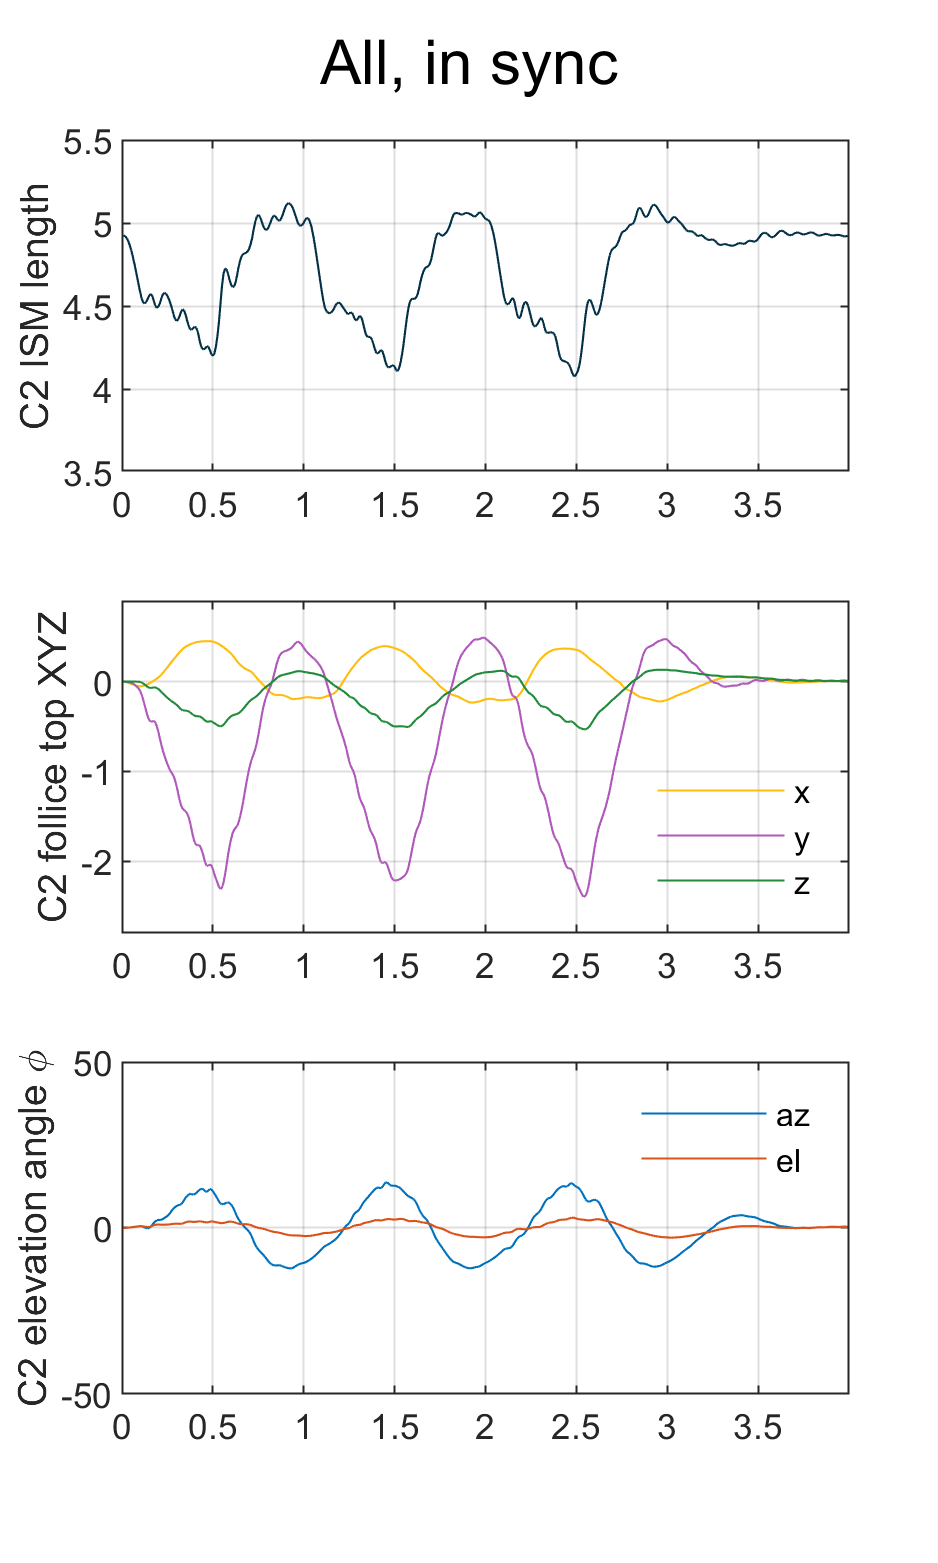 All, in sync
C2 ISM length
5.5
5
4.5
4
3.5
0 0.5 1 1.5 2 2.5 3 3.5
C2 follice top XYZ
0
-1
-2
x
y
z
0 0.5 1 1.5 2 2.5 3 3.5
C2 elevation angle ϕ
50
0
-50
az
el
0 0.5 1 1.5 2 2.5 3 3.5